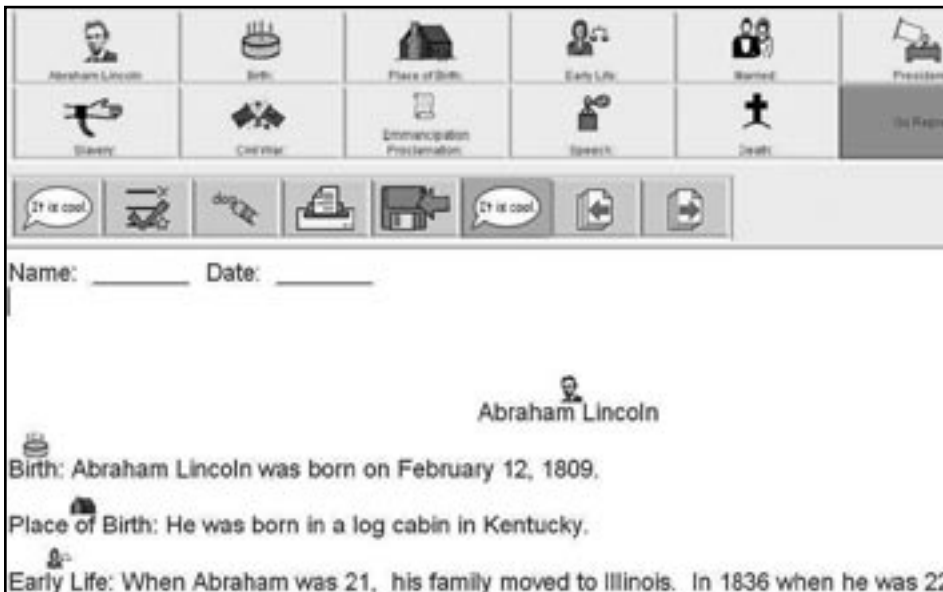 Abraham Lincoln Birth: Place of Birth: Early Life: Married:
Slavery: Civil War: Emmancipation Proclamation: Speech: Death:
It is cool. dog It is cool.
Name: ________ Date: ________
Abraham Lincoln
Birth: Abraham Lincoln was born on February 12, 1809.
Place of Birth: He was born in a log cabin in Kentucky.
Early Life: When Abraham was 21, his family moved to Illinois. In 1836 when he was 22